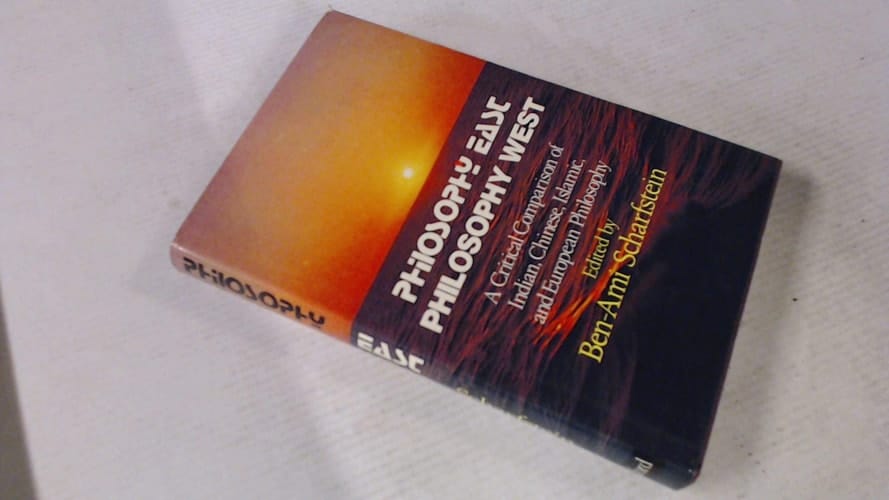 PHILOSOPHY EAST
PHILOSOPHY WEST
A Critical Comparison of
Indian, Chinese, Islamic,
and European Philosophy
Edited by
Ben-Ami Scharfstein
PHILOSOPHY
EAST